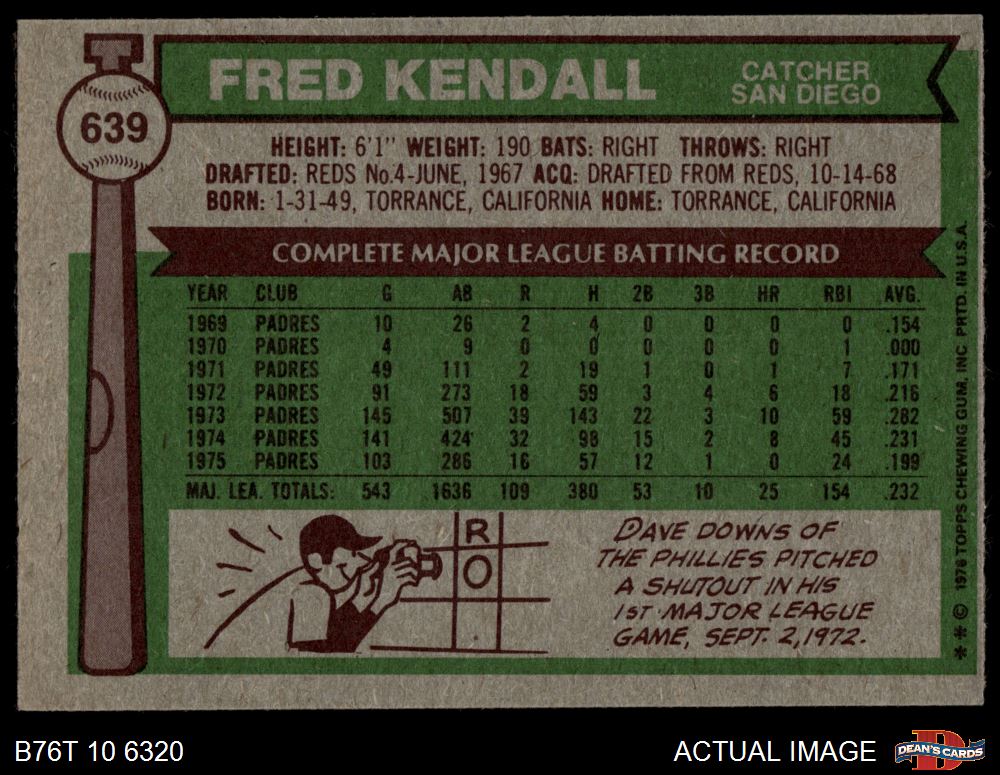 639
FRED KENDALL
CATCHER
SAN DIEGO
HEIGHT: 6'1" WEIGHT: 190 BATS: RIGHT THROWS: RIGHT
DRAFTED: REDS No.4-JUNE, 1967 ACQ: DRAFTED FROM REDS, 10-14-68
BORN: 1-31-49, TORRANCE, CALIFORNIA HOME: TORRANCE, CALIFORNIA
COMPLETE MAJOR LEAGUE BATTING RECORD
YEAR CLUB G AB R H 2B 3B HR RBI AVG.
1969 PADRES 10 26 2 4 0 0 0 0 .154
1970 PADRES 4 9 0 0 0 0 0 1 .000
1971 PADRES 49 111 2 19 1 0 1 7 .171
1972 PADRES 91 273 18 59 3 4 6 18 .216
1973 PADRES 145 507 39 143 22 3 10 59 .282
1974 PADRES 141 424 32 98 15 2 8 45 .231
1975 PADRES 103 286 16 57 12 1 0 24 .199
MAJ. LEA. TOTALS: 543 1636 109 380 53 10 25 154 .232
R
O
DAVE DOWNS OF
THE PHILLIES PITCHED
A SHUTOUT IN HIS
1ST MAJOR LEAGUE
GAME, SEPT. 2, 1972.
** © 1976 TOPPS CHEWING GUM, INC. PRTD. IN U.S.A.
B76T 10 6320
ACTUAL IMAGE
D
DEAN'S CARDS